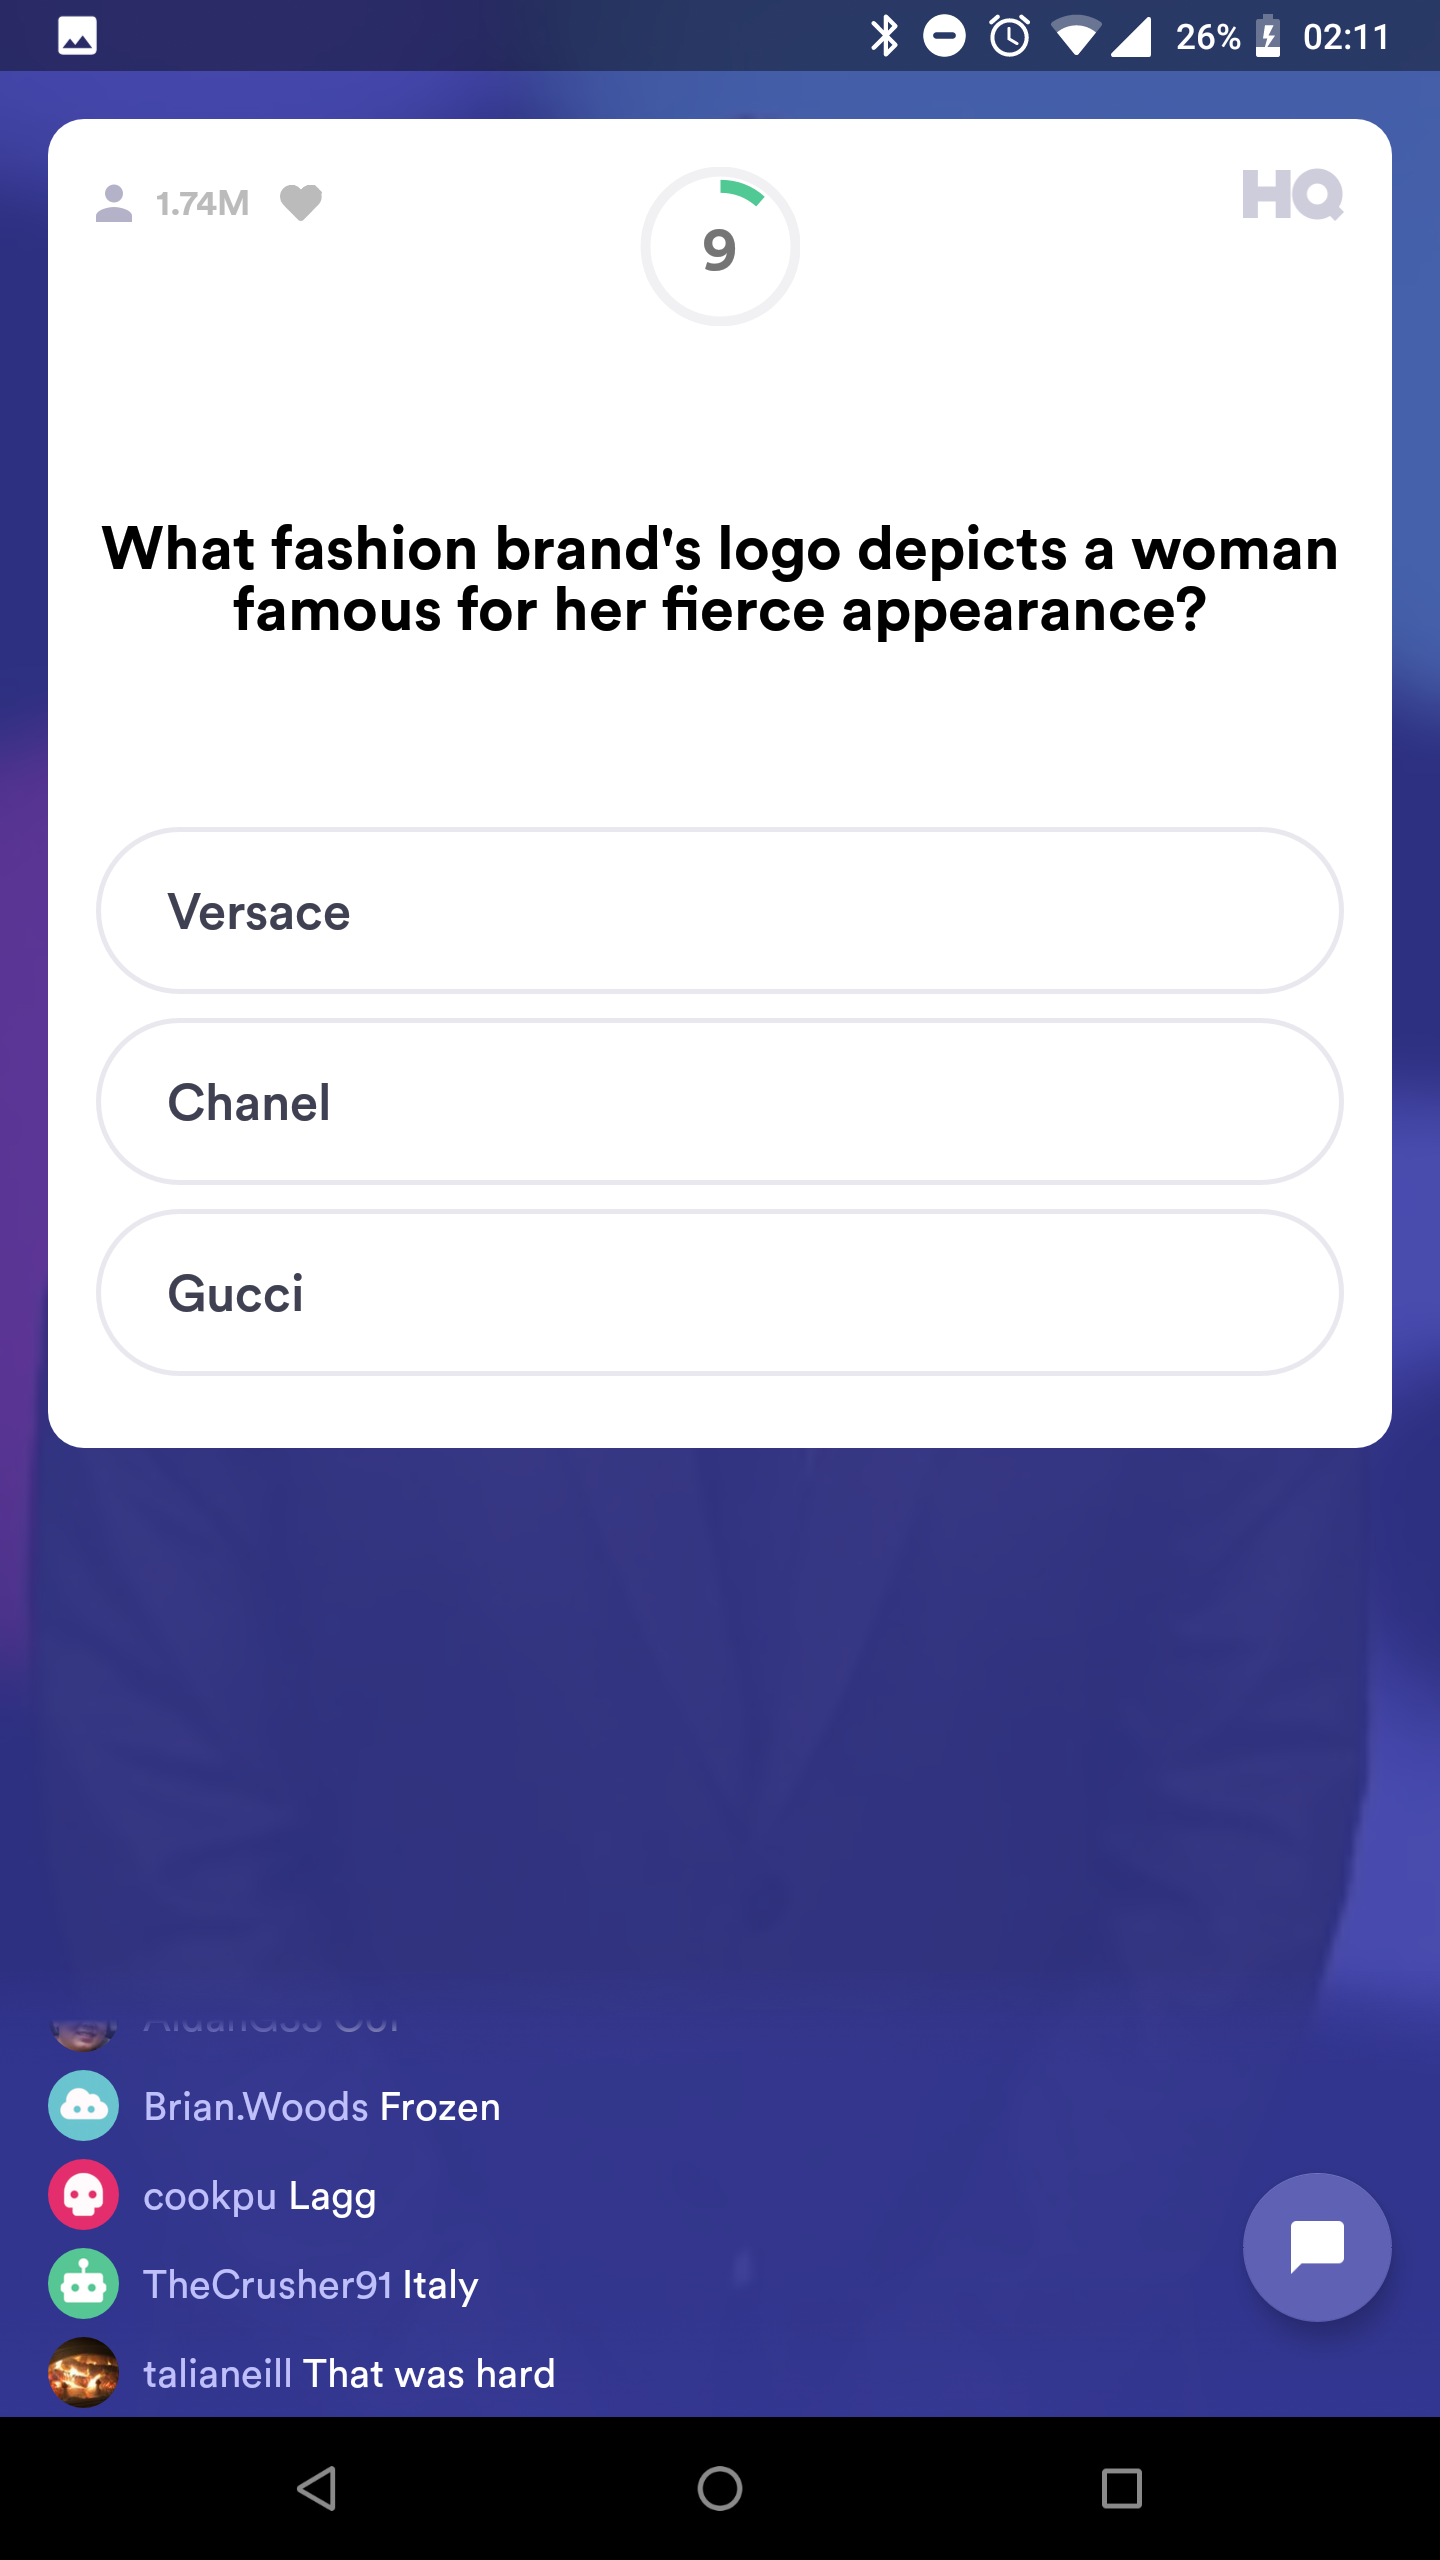 26% 02:11
1.74M
9
HQ
What fashion brand's logo depicts a woman
famous for her fierce appearance?
Versace
Chanel
Gucci
Brian.Woods Frozen
cookpu Lagg
TheCrusher91 Italy
talianeill That was hard